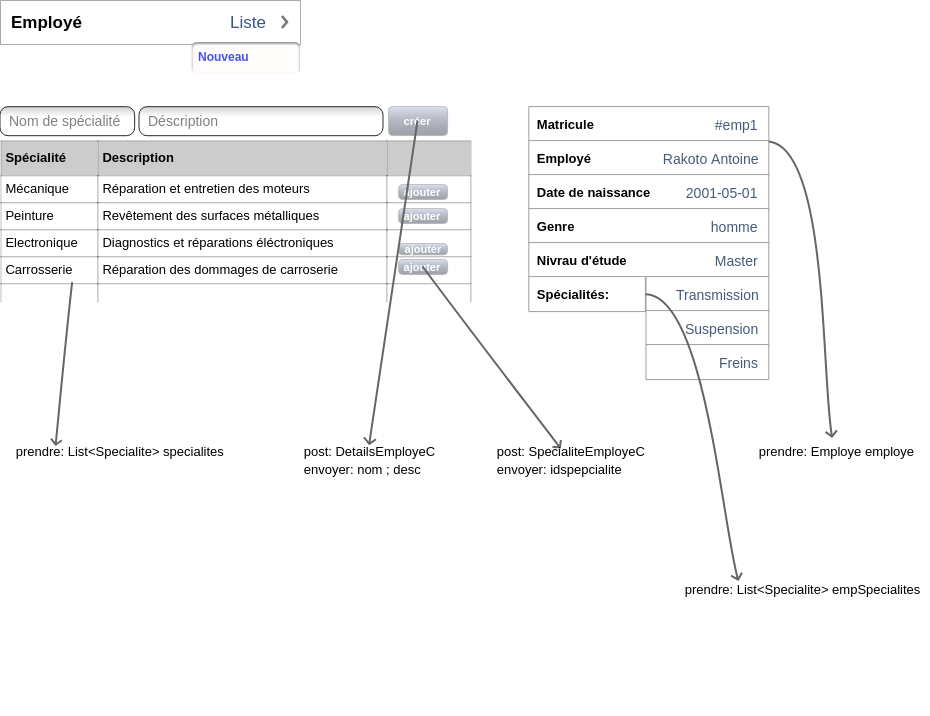 Employé Liste
Nouveau
Nom de spécialité Déscription créer
Spécialité Description
Mécanique Réparation et entretien des moteurs ajouter
Peinture Revêtement des surfaces métalliques ajouter
Electronique Diagnostics et réparations éléctroniques ajouter
Carrosserie Réparation des dommages de carroserie ajouter
Matricule #emp1
Employé Rakoto Antoine
Date de naissance 2001-05-01
Genre homme
Nivrau d'étude Master
Spécialités: Transmission
Suspension
Freins
prendre: List<Specialite> specialites
post: DetailsEmployeC
envoyer: nom ; desc
post: SpecialiteEmployeC
envoyer: idspepcialite
prendre: Employe employe
prendre: List<Specialite> empSpecialites